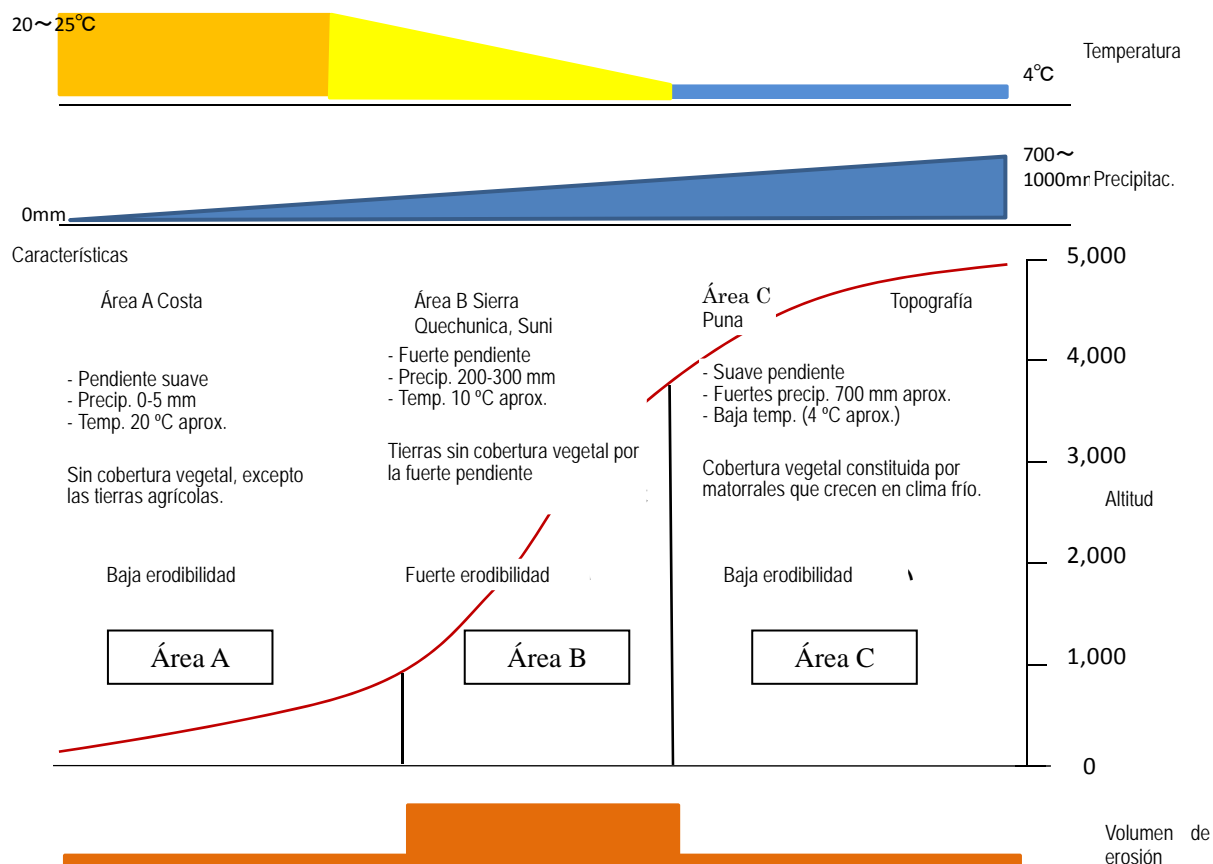 20～25℃
Temperatura
4℃
700～
1000mm Precipitac.
0mm
Características
5,000
Área A Costa
Área B Sierra
Quechunica, Suni
Área C
Puna
Topografía
- Pendiente suave
- Precip. 0-5 mm
- Temp. 20 ºC aprox.
- Fuerte pendiente
- Precip. 200-300 mm
- Temp. 10 ºC aprox.
4,000
- Suave pendiente
- Fuertes precip. 700 mm aprox.
- Baja temp. (4 ºC aprox.)
Sin cobertura vegetal, excepto
las tierras agrícolas.
Tierras sin cobertura vegetal por
la fuerte pendiente
Cobertura vegetal constituida por
matorrales que crecen en clima frío.
3,000
Altitud
2,000
Baja erodibilidad
Fuerte erodibilidad
Baja erodibilidad
Área A
Área B
Área C
1,000
0
Volumen de
erosión